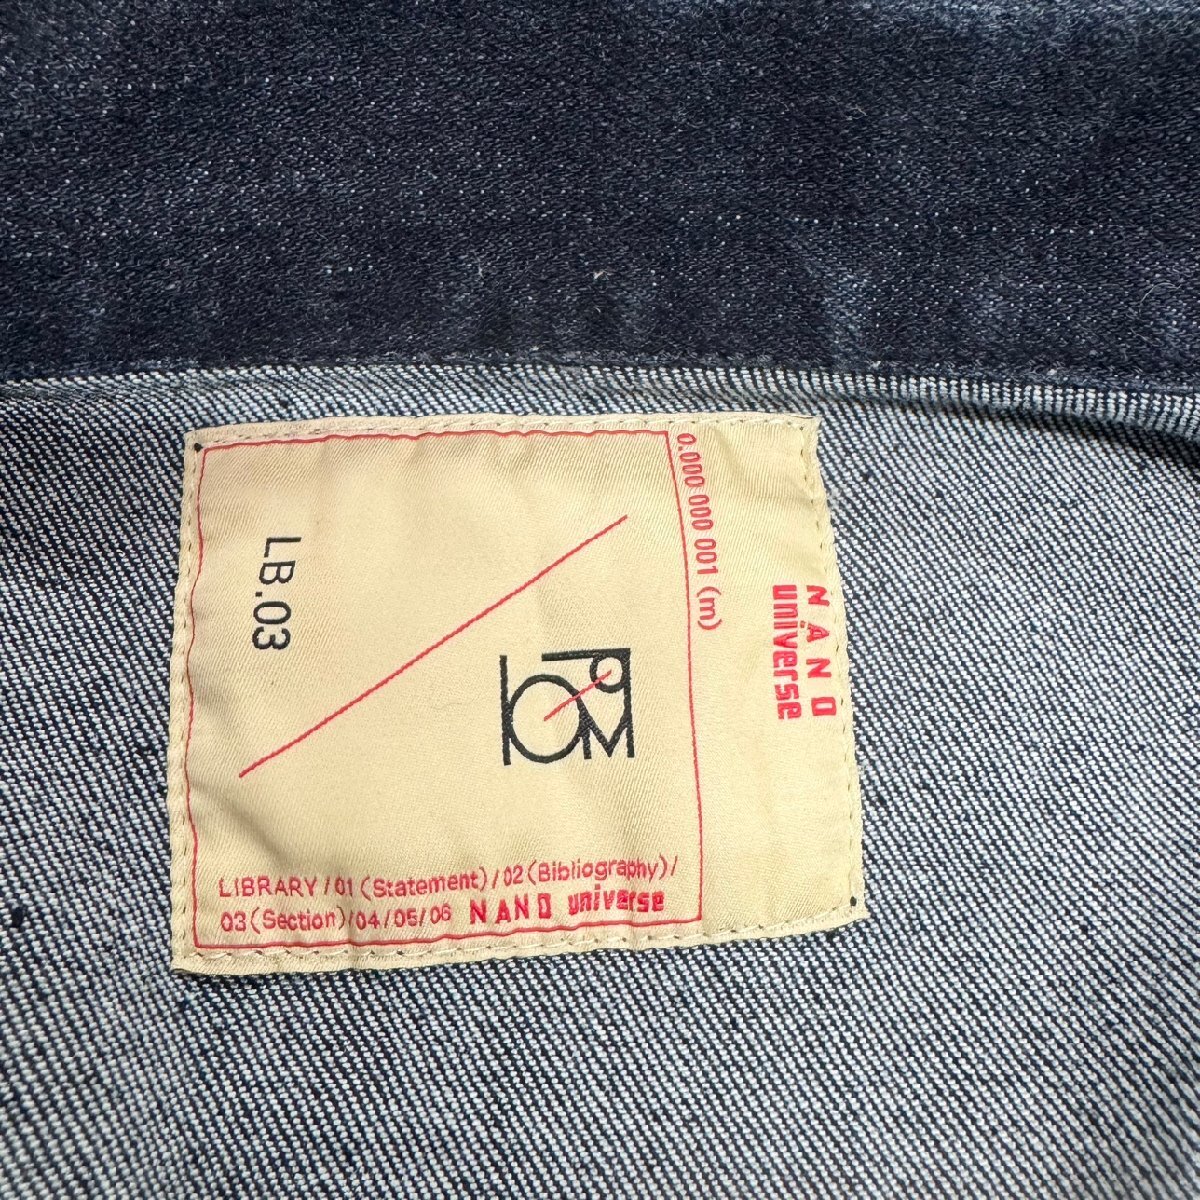 NANO
universe
0.000 000 001 (m)
LB.03
LIBRARY/01(Statement)/02(Bibliography)/
03(Section)/04/05/06 NANO universe